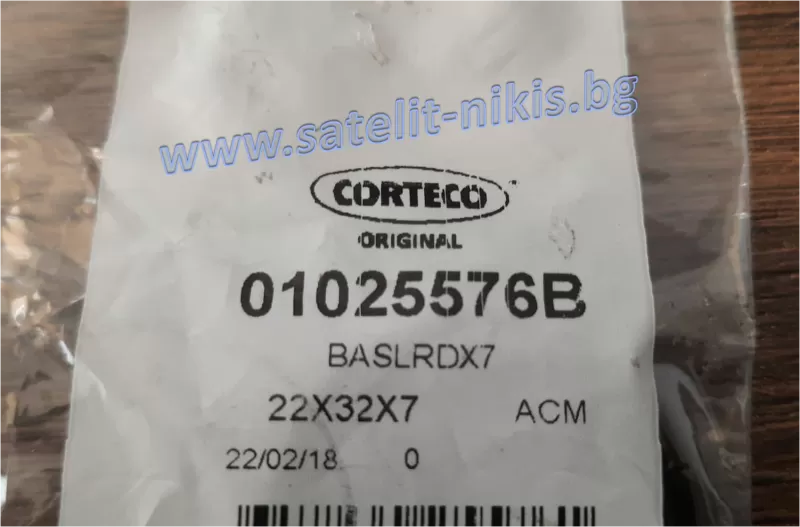 www.satelit-nikis.bg
CORTECO
ORIGINAL
01025576B
BASLRDX7
22X32X7 ACM
22/02/18 0